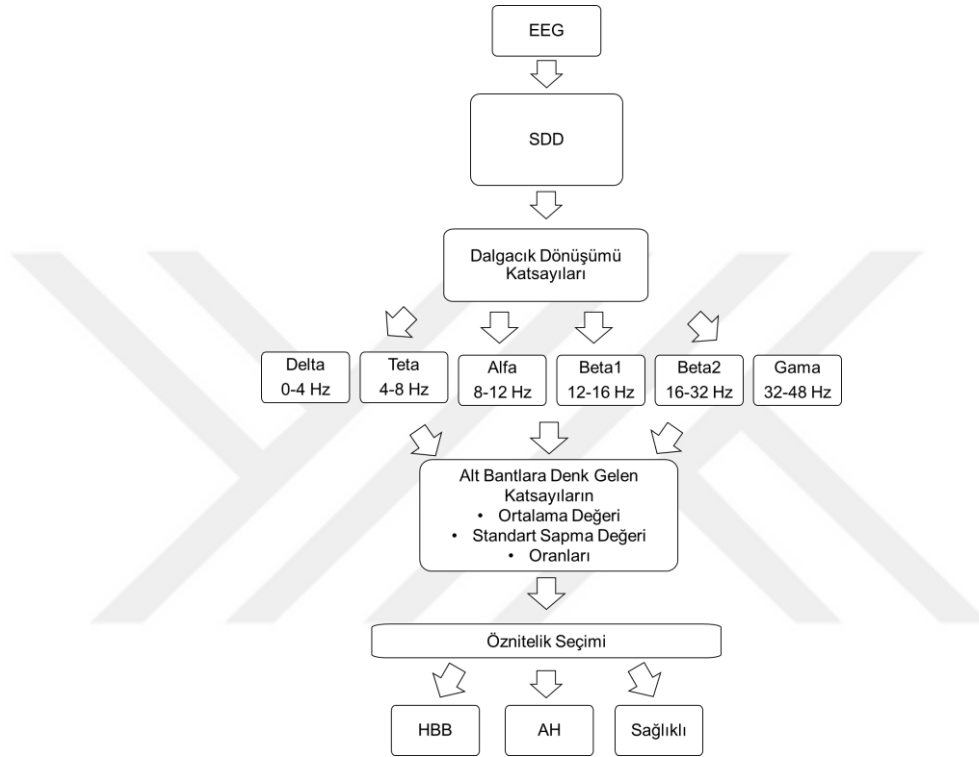 EEG
SDD
Dalgacık Dönüşümü
Katsayıları
Delta
0-4 Hz
Teta
4-8 Hz
Alfa
8-12 Hz
Beta1
12-16 Hz
Beta2
16-32 Hz
Gama
32-48 Hz
Alt Bantlara Denk Gelen
Katsayıların
• Ortalama Değeri
• Standart Sapma Değeri
• Oranları
Öznitelik Seçimi
HBB
AH
Sağlıklı